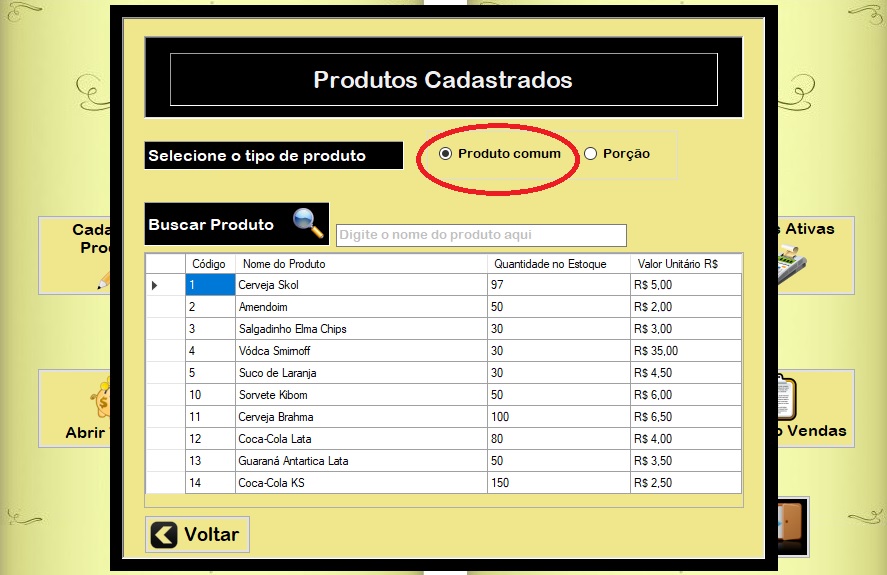 Produtos Cadastrados
Selecione o tipo de produto
Produto comum
Porção
Buscar Produto
Digite o nome do produto aqui
Código Nome do Produto Quantidade no Estoque Valor Unitário R$
1 Cerveja Skol 97 R$ 5,00
2 Amendoim 50 R$ 2,00
3 Salgadinho Elma Chips 30 R$ 3,00
4 Vódca Smirnoff 30 R$ 35,00
5 Suco de Laranja 30 R$ 4,50
10 Sorvete Kibom 50 R$ 6,00
11 Cerveja Brahma 100 R$ 6,50
12 Coca-Cola Lata 80 R$ 4,00
13 Guaraná Antartica Lata 50 R$ 3,50
14 Coca-Cola KS 150 R$ 2,50
Voltar
Abrir
Ativas
Vendas